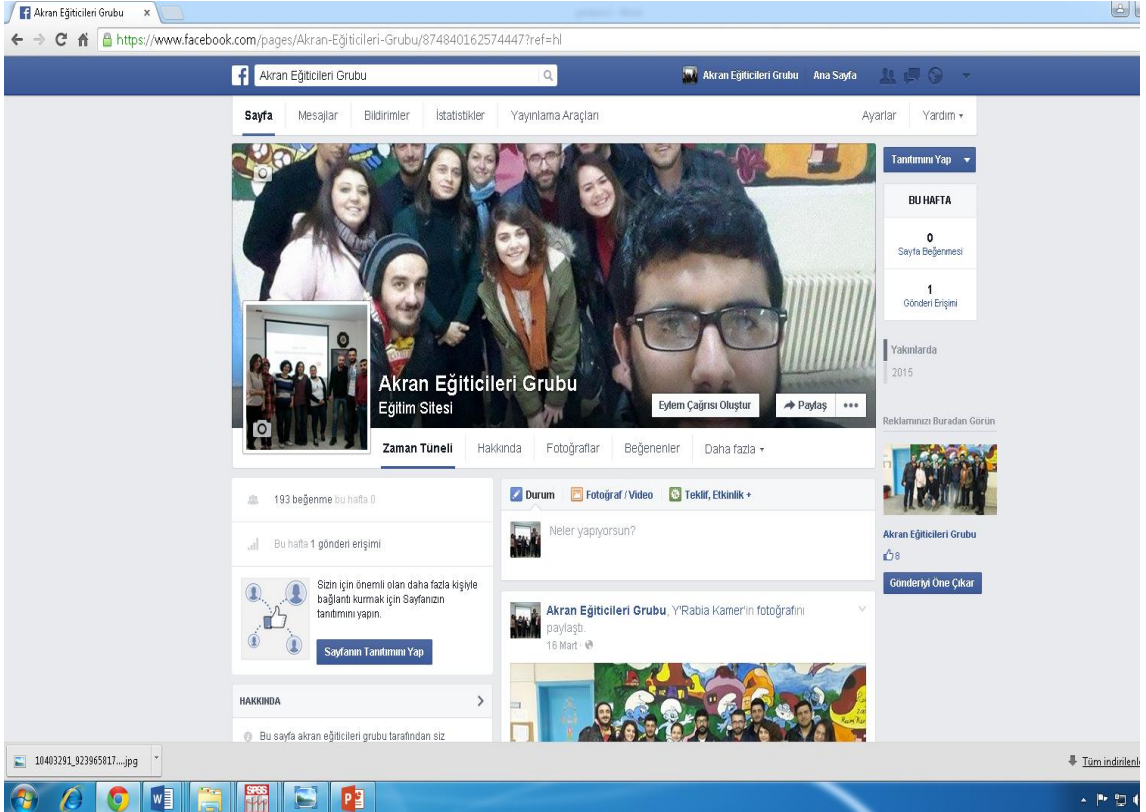 Akran Eğiticileri Grubu
https://www.facebook.com/pages/Akran-Eğiticileri-Grubu/874840162574447?ref=hl
Akran Eğiticileri Grubu
Akran Eğiticileri Grubu Ana Sayfa
Sayfa Mesajlar Bildirimler İstatistikler Yayınlama Araçları Ayarlar Yardım
Tanıtımını Yap
BU HAFTA
0
Sayfa Beğenmesi
1
Gönderi Erişimi
Yakınlarda
2015
Akran Eğiticileri Grubu
Eğitim Sitesi
Eylem Çağrısı Oluştur Paylaş
Zaman Tüneli Hakkında Fotoğraflar Beğenenler Daha fazla
Reklamınızı Buradan Görün
Akran Eğiticileri Grubu
8
Gönderiyi Öne Çıkar
193 beğenme bu hafta 0
Bu hafta 1 gönderi erişimi
Sizin için önemli olan daha fazla kişiyle
bağlantı kurmak için Sayfanızın
tanıtımını yapın.
Sayfanın Tanıtımını Yap
HAKKINDA
Bu sayfa akran eğiticileri grubu tarafından siz
Durum Fotoğraf / Video Teklif, Etkinlik +
Neler yapıyorsun?
Akran Eğiticileri Grubu, Y'Rabia Kamer'in fotoğrafını
paylaştı.
16 Mart
10403291_923965817....jpg
Tüm indirilenle
SPSS